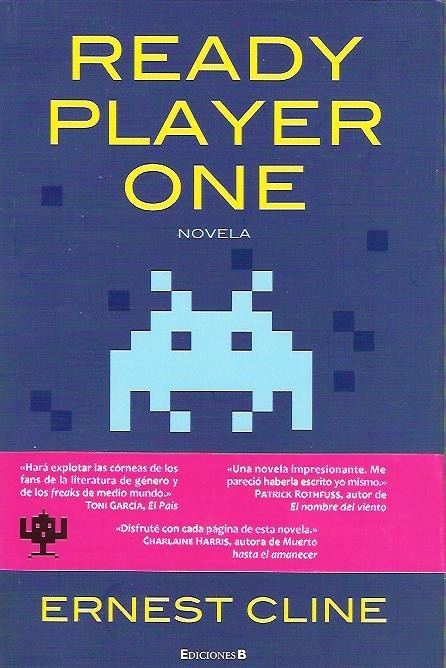 READY
PLAYER
ONE
NOVELA
«Hará explotar las córneas de los
fans de la literatura de género y
de los freaks de medio mundo.»
TONI GARCÍA, El País
«Una novela impresionante. Me
pareció haberla escrito yo mismo.»
PATRICK ROTHFUSS, autor de
El nombre del viento
«Disfruté con cada página de esta novela.»
CHARLAINE HARRIS, autora de Muerto
hasta el amanecer
ERNEST CLINE
EDICIONES B